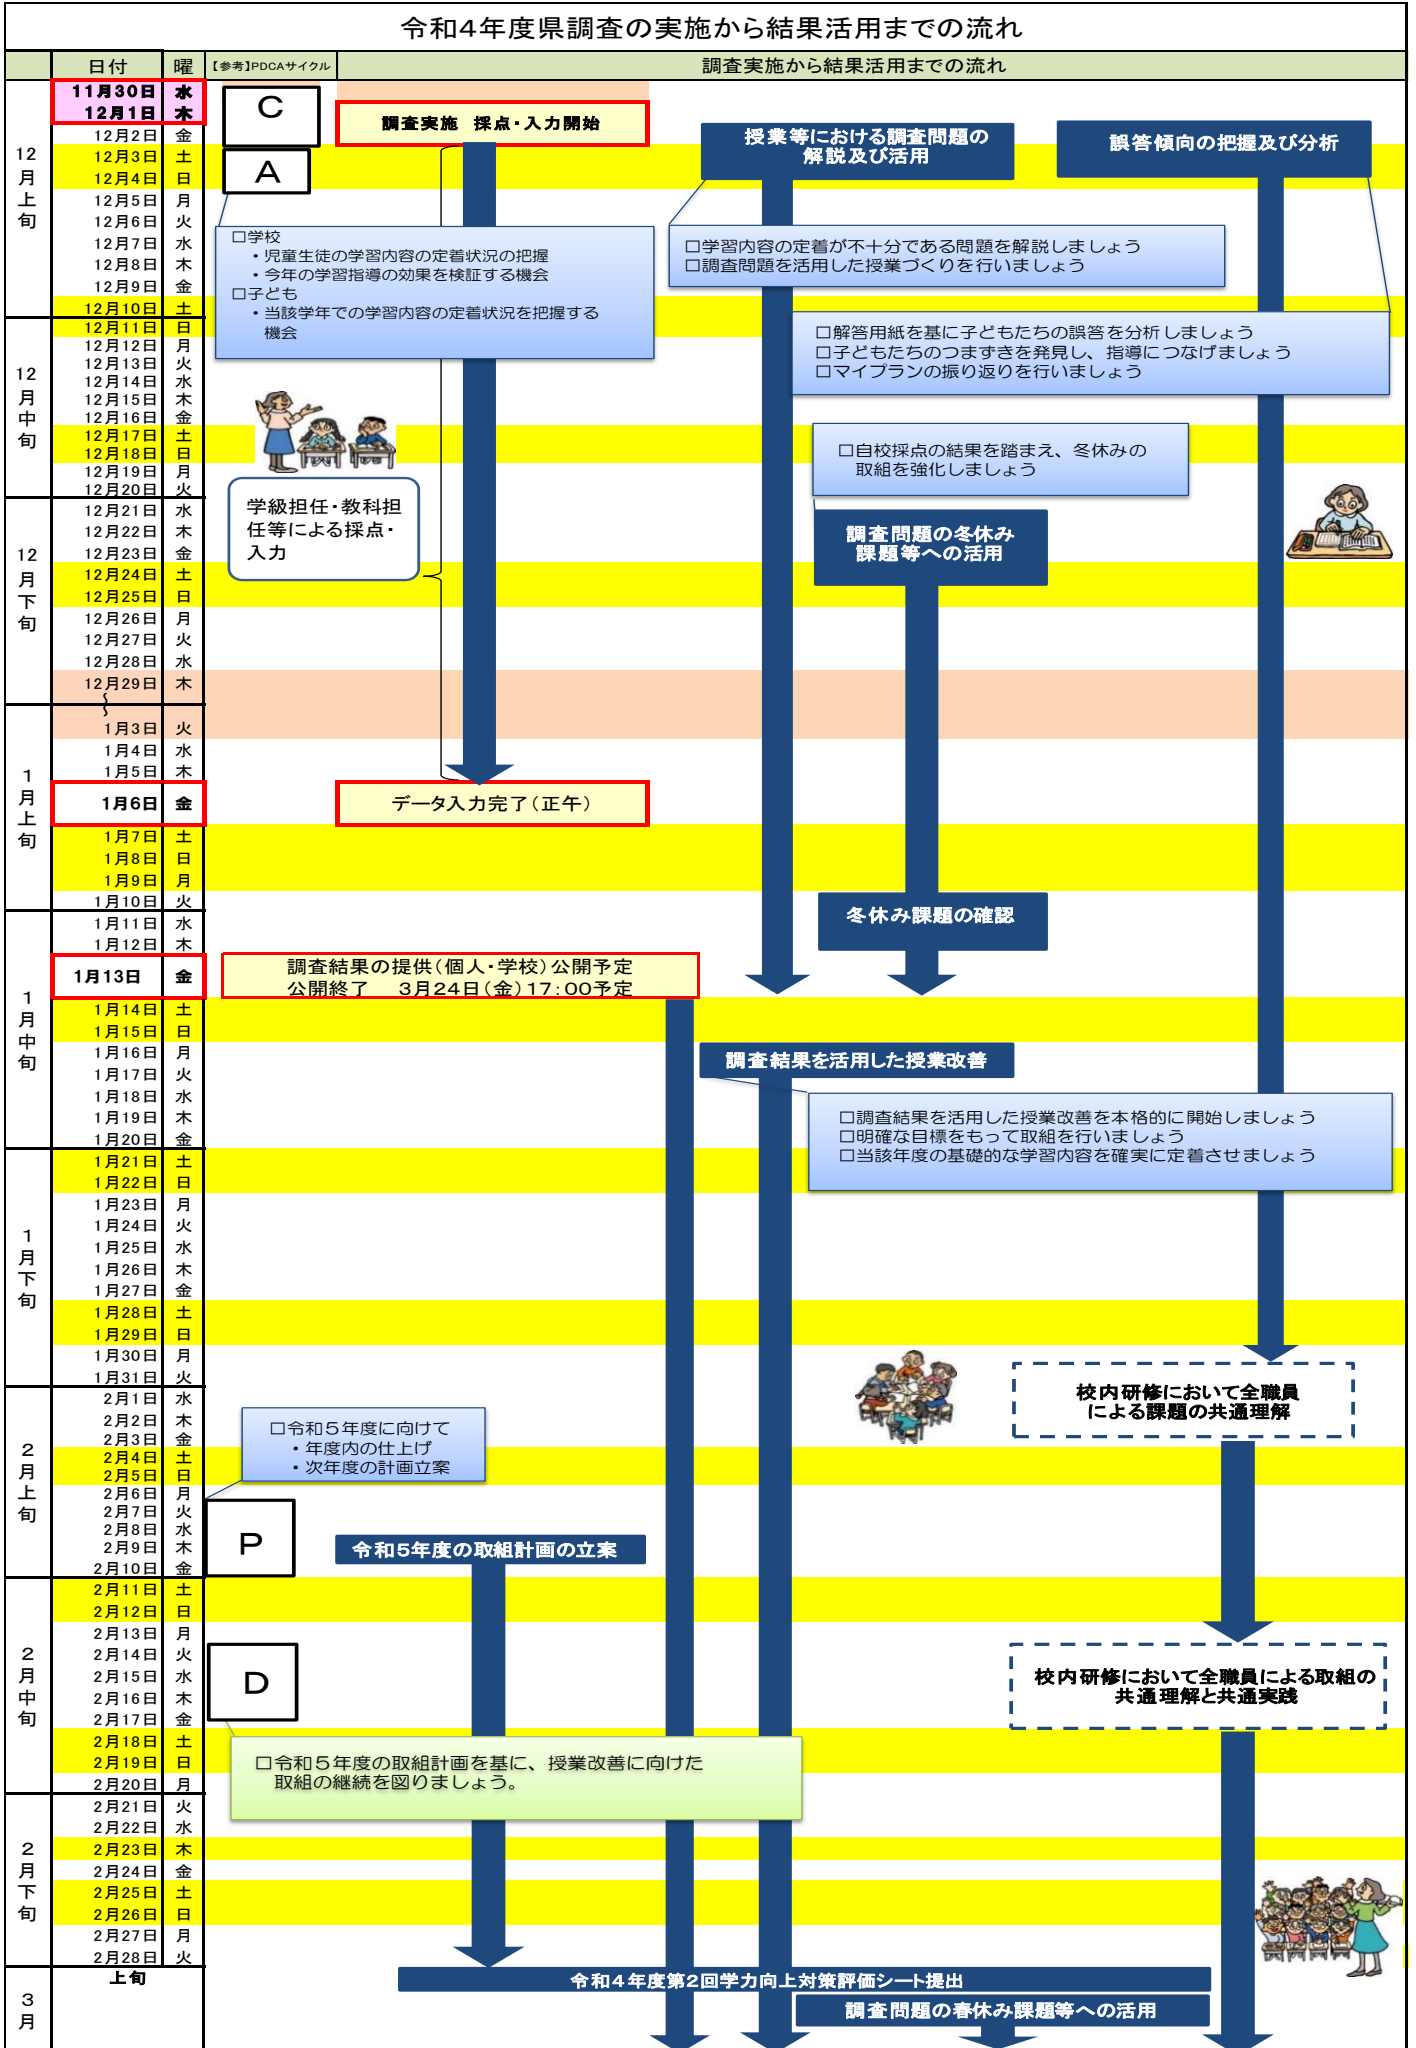 令和4年度県調査の実施から結果活用までの流れ
日付 曜 【参考】PDCAサイクル 調査実施から結果活用までの流れ
12月上旬
11月30日 水
12月1日 木
12月2日 金
12月3日 土
12月4日 日
12月5日 月
12月6日 火
12月7日 水
12月8日 木
12月9日 金
12月10日 土
12月中旬
12月11日 日
12月12日 月
12月13日 火
12月14日 水
12月15日 木
12月16日 金
12月17日 土
12月18日 日
12月19日 月
12月20日 火
12月下旬
12月21日 水
12月22日 木
12月23日 金
12月24日 土
12月25日 日
12月26日 月
12月27日 火
12月28日 水
12月29日 木
〜
1月上旬
1月3日 火
1月4日 水
1月5日 木
1月6日 金
1月7日 土
1月8日 日
1月9日 月
1月10日 火
1月中旬
1月11日 水
1月12日 木
1月13日 金
1月14日 土
1月15日 日
1月16日 月
1月17日 火
1月18日 水
1月19日 木
1月20日 金
1月下旬
1月21日 土
1月22日 日
1月23日 月
1月24日 火
1月25日 水
1月26日 木
1月27日 金
1月28日 土
1月29日 日
1月30日 月
1月31日 火
2月上旬
2月1日 水
2月2日 木
2月3日 金
2月4日 土
2月5日 日
2月6日 月
2月7日 火
2月8日 水
2月9日 木
2月10日 金
2月中旬
2月11日 土
2月12日 日
2月13日 月
2月14日 火
2月15日 水
2月16日 木
2月17日 金
2月18日 土
2月19日 日
2月20日 月
2月下旬
2月21日 火
2月22日 水
2月23日 木
2月24日 金
2月25日 土
2月26日 日
2月27日 月
2月28日 火
3月
上旬
C
調査実施 採点・入力開始
A
授業等における調査問題の
解説及び活用
誤答傾向の把握及び分析
□学校
・児童生徒の学習内容の定着状況の把握
・今年の学習指導の効果を検証する機会
□子ども
・当該学年での学習内容の定着状況を把握する
機会
□学習内容の定着が不十分である問題を解説しましょう
□調査問題を活用した授業づくりを行いましょう
□解答用紙を基に子どもたちの誤答を分析しましょう
□子どもたちのつまずきを発見し、指導につなげましょう
□マイプランの振り返りを行いましょう
□自校採点の結果を踏まえ、冬休みの
取組を強化しましょう
学級担任・教科担
任等による採点・
入力
調査問題の冬休み
課題等への活用
データ入力完了(正午)
冬休み課題の確認
調査結果の提供(個人・学校)公開予定
公開終了 3月24日(金)17:00予定
調査結果を活用した授業改善
□調査結果を活用した授業改善を本格的に開始しましょう
□明確な目標をもって取組を行いましょう
□当該年度の基礎的な学習内容を確実に定着させましょう
校内研修において全職員
による課題の共通理解
□令和5年度に向けて
・年度内の仕上げ
・次年度の計画立案
P
令和5年度の取組計画の立案
D
校内研修において全職員による取組の
共通理解と共通実践
□令和5年度の取組計画を基に、授業改善に向けた
取組の継続を図りましょう。
令和4年度第2回学力向上対策評価シート提出
調査問題の春休み課題等への活用